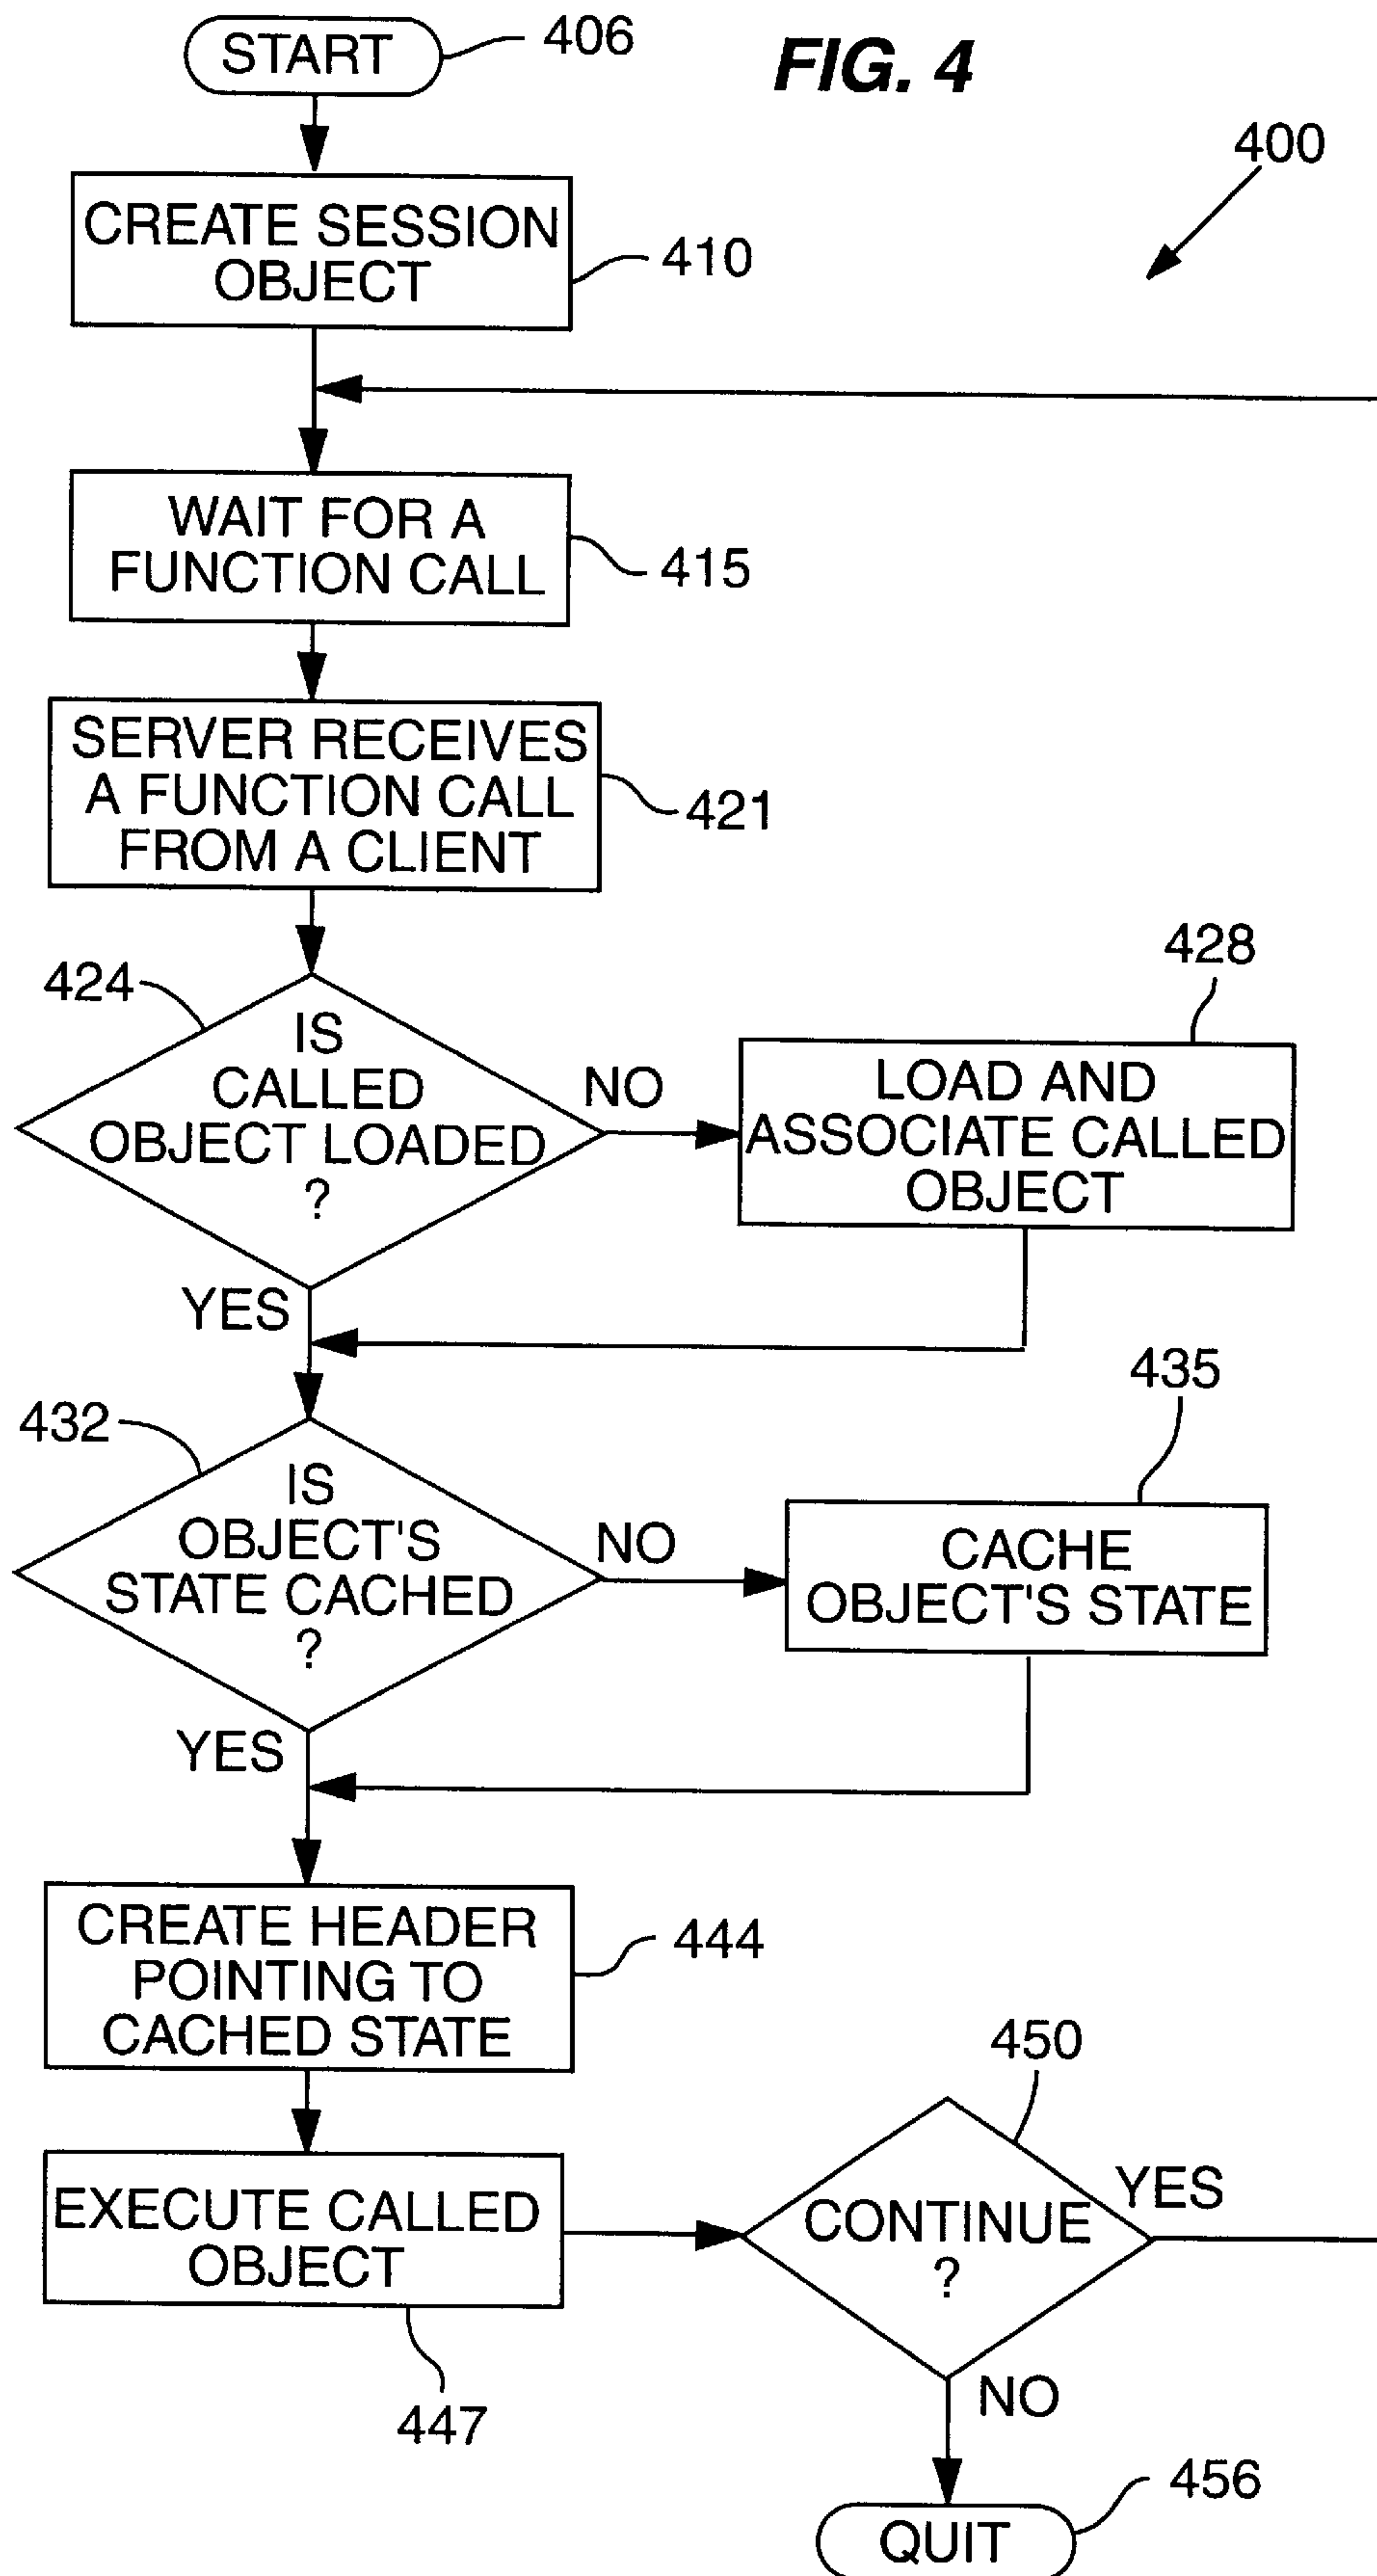 START
406
FIG. 4
400
CREATE SESSION
OBJECT
410
WAIT FOR A
FUNCTION CALL
415
SERVER RECEIVES
A FUNCTION CALL
FROM A CLIENT
421
424
IS
CALLED
OBJECT LOADED
?
NO
428
LOAD AND
ASSOCIATE CALLED
OBJECT
YES
432
IS
OBJECT'S
STATE CACHED
?
NO
435
CACHE
OBJECT'S STATE
YES
CREATE HEADER
POINTING TO
CACHED STATE
444
EXECUTE CALLED
OBJECT
447
450
CONTINUE
?
YES
NO
QUIT
456